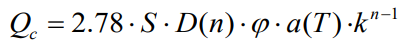 Q_c = 2.78 · S · D(n) · φ · a(T) · k^{n−1}